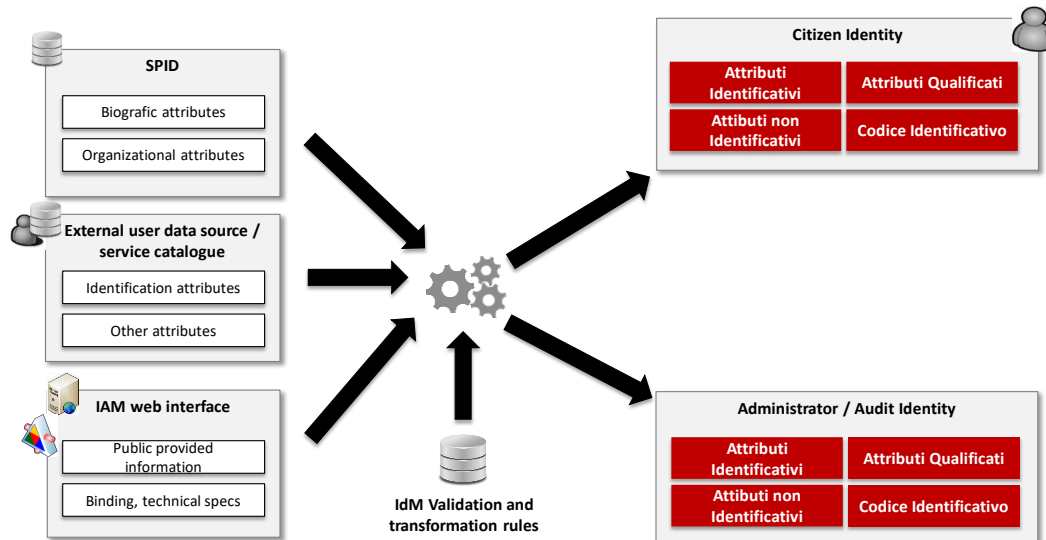 SPID
Biografic attributes
Organizational attributes
External user data source /
service catalogue
Identification attributes
Other attributes
IAM web interface
Public provided
information
Binding, technical specs
IdM Validation and
transformation rules
Citizen Identity
Attributi
Identificativi
Attributi Qualificati
Attibuti non
Identificativi
Codice Identificativo
Administrator / Audit Identity
Attributi
Identificativi
Attributi Qualificati
Attibuti non
Identificativi
Codice Identificativo